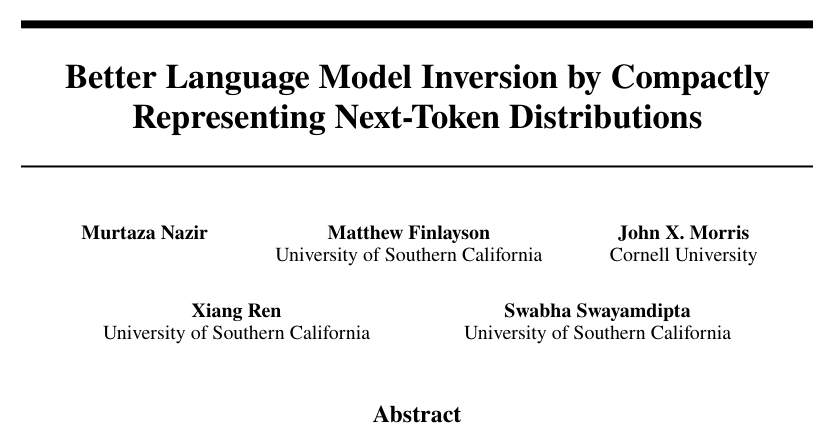 Better Language Model Inversion by Compactly
Representing Next-Token Distributions
Murtaza Nazir
Matthew Finlayson
University of Southern California
John X. Morris
Cornell University
Xiang Ren
University of Southern California
Swabha Swayamdipta
University of Southern California
Abstract